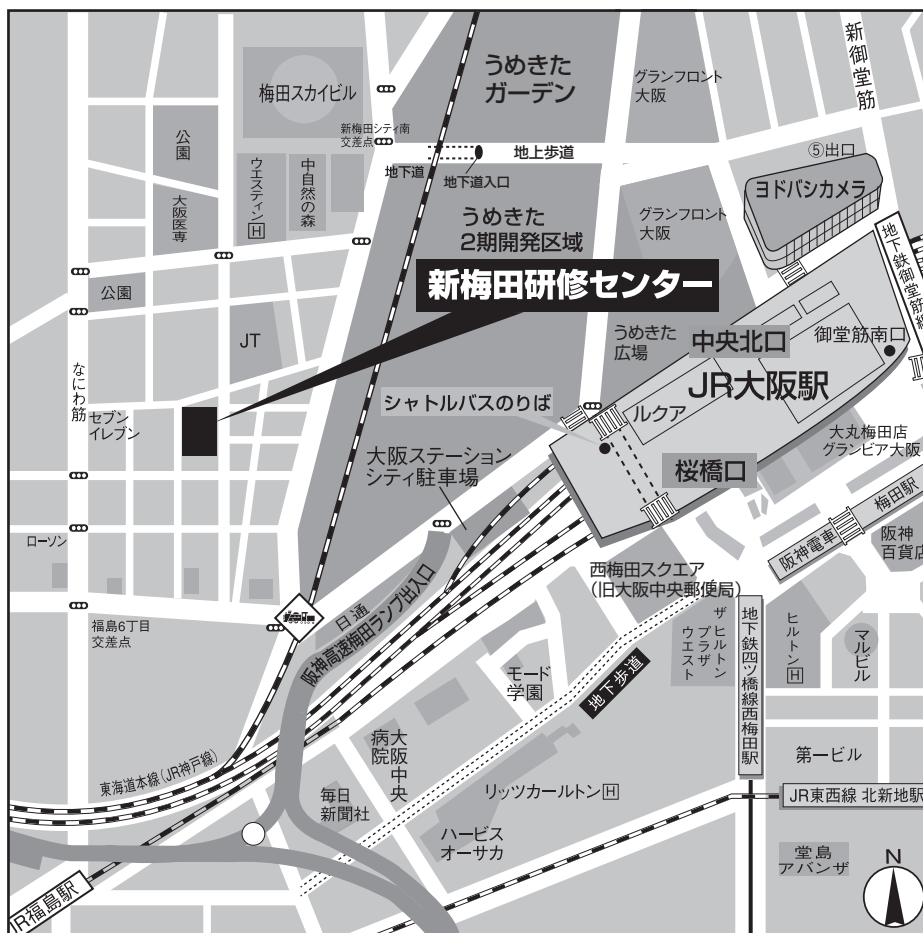 うめきた
ガーデン
グランフロント
大阪
新御堂筋
梅田スカイビル
新梅田シティ南
交差点
公園
地下道
地下道入口
地上歩道
⑤出口
ヨドバシカメラ
ウエスティンH
中自然の森
大阪医専
うめきた
2期開発区域
グランフロント
大阪
地下鉄御堂筋線
新梅田研修センター
公園
JT
うめきた
広場
中央北口
御堂筋南口
JR大阪駅
なにわ筋
セブン
イレブン
シャトルバスのりば
ルクア
大丸梅田店
グランビア大阪
大阪ステーション
シティ駐車場
桜橋口
梅田駅
阪神電車
阪神
百貨店
ローソン
西梅田スクエア
(旧大阪中央郵便局)
日通
阪神高速梅田ランプ出入口
福島6丁目
交差点
ザ ヒルトン
プラザ
ウエスト
地下鉄四ツ橋線西梅田駅
ヒルトンH
マルビル
モード
学園
地下歩道
東海道本線(JR神戸線)
大阪中央
病院
第一ビル
毎日
新聞社
リッツカールトンH
JR東西線 北新地駅
ハービス
オーサカ
堂島
アバンザ
N
JR福島駅